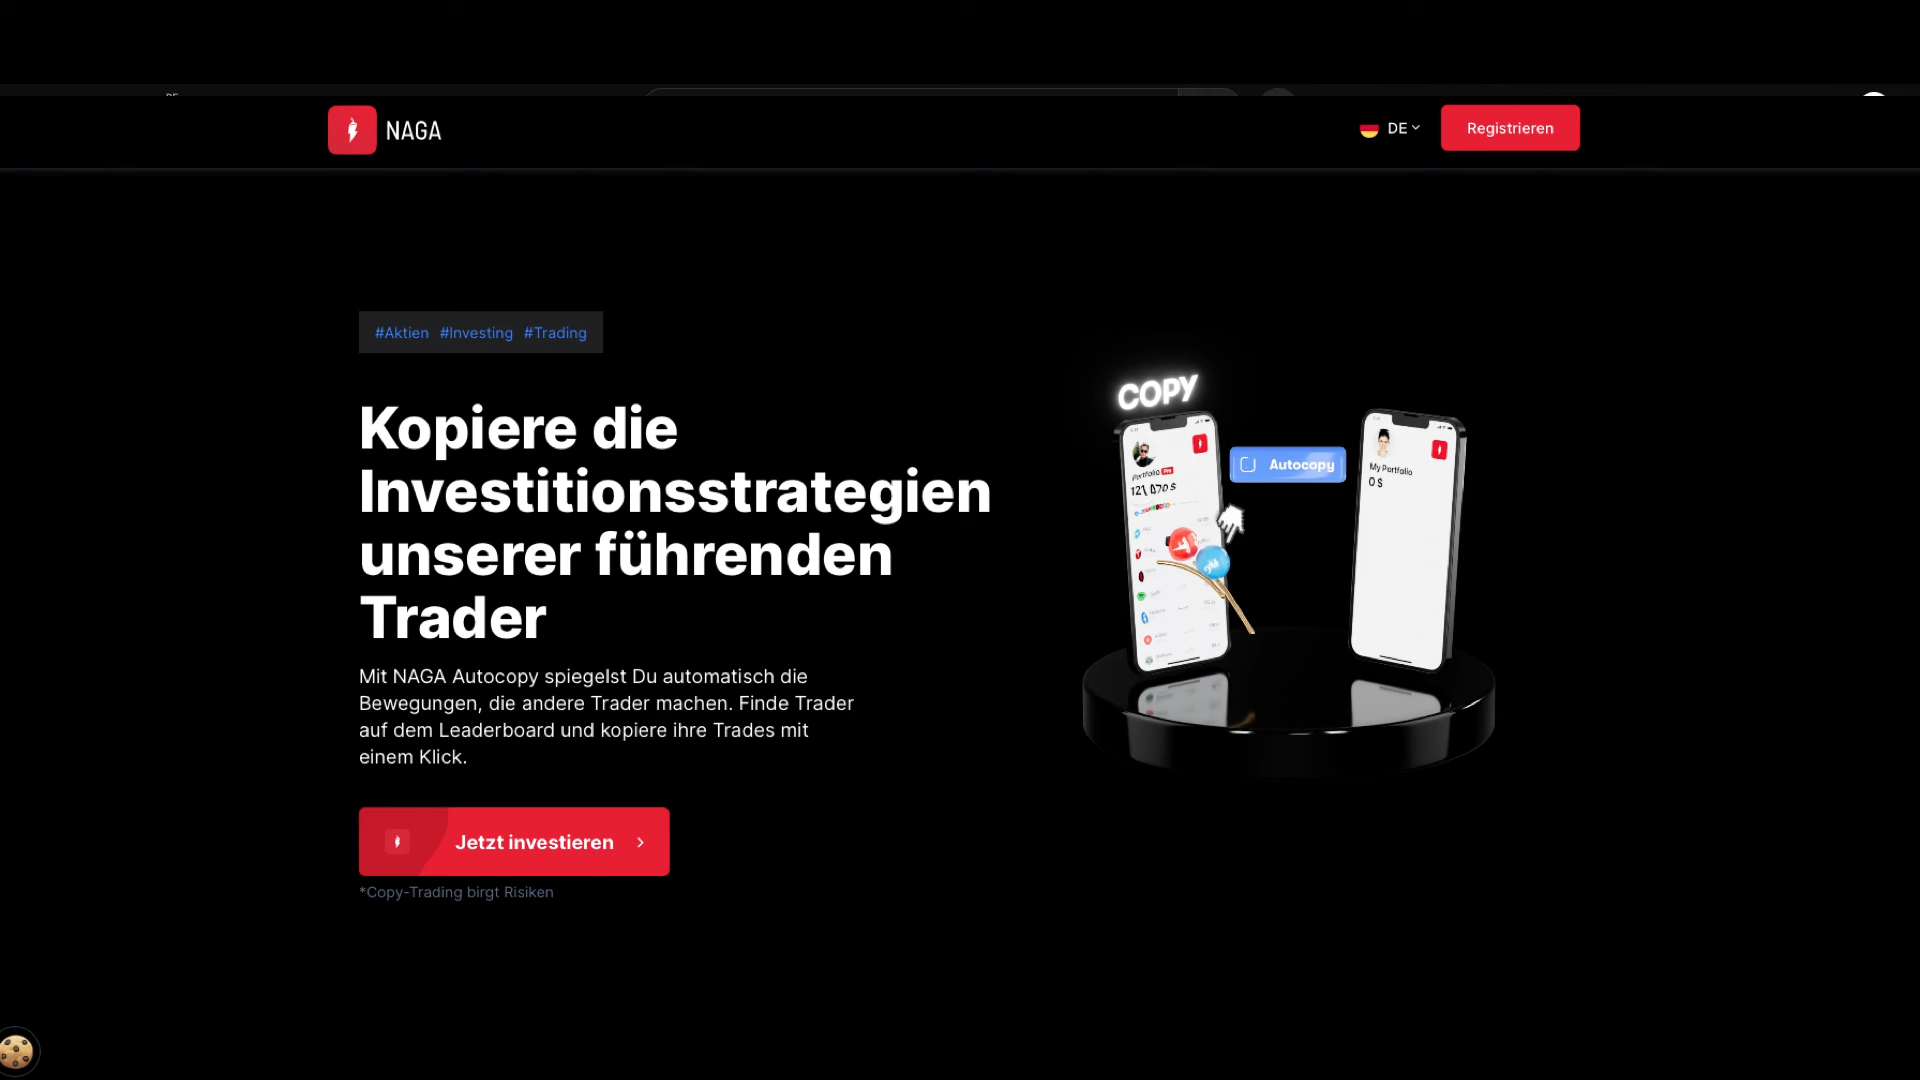 NAGA
DE
Registrieren
#Aktien #Investing #Trading
Kopiere die
Investitionsstrategien
unserer führenden
Trader
Mit NAGA Autocopy spiegelst Du automatisch die
Bewegungen, die andere Trader machen. Finde Trader
auf dem Leaderboard und kopiere ihre Trades mit
einem Klick.
Jetzt investieren
*Copy-Trading birgt Risiken
COPY
Portfolio Pro
Autocopy
My Portfolio
0 $